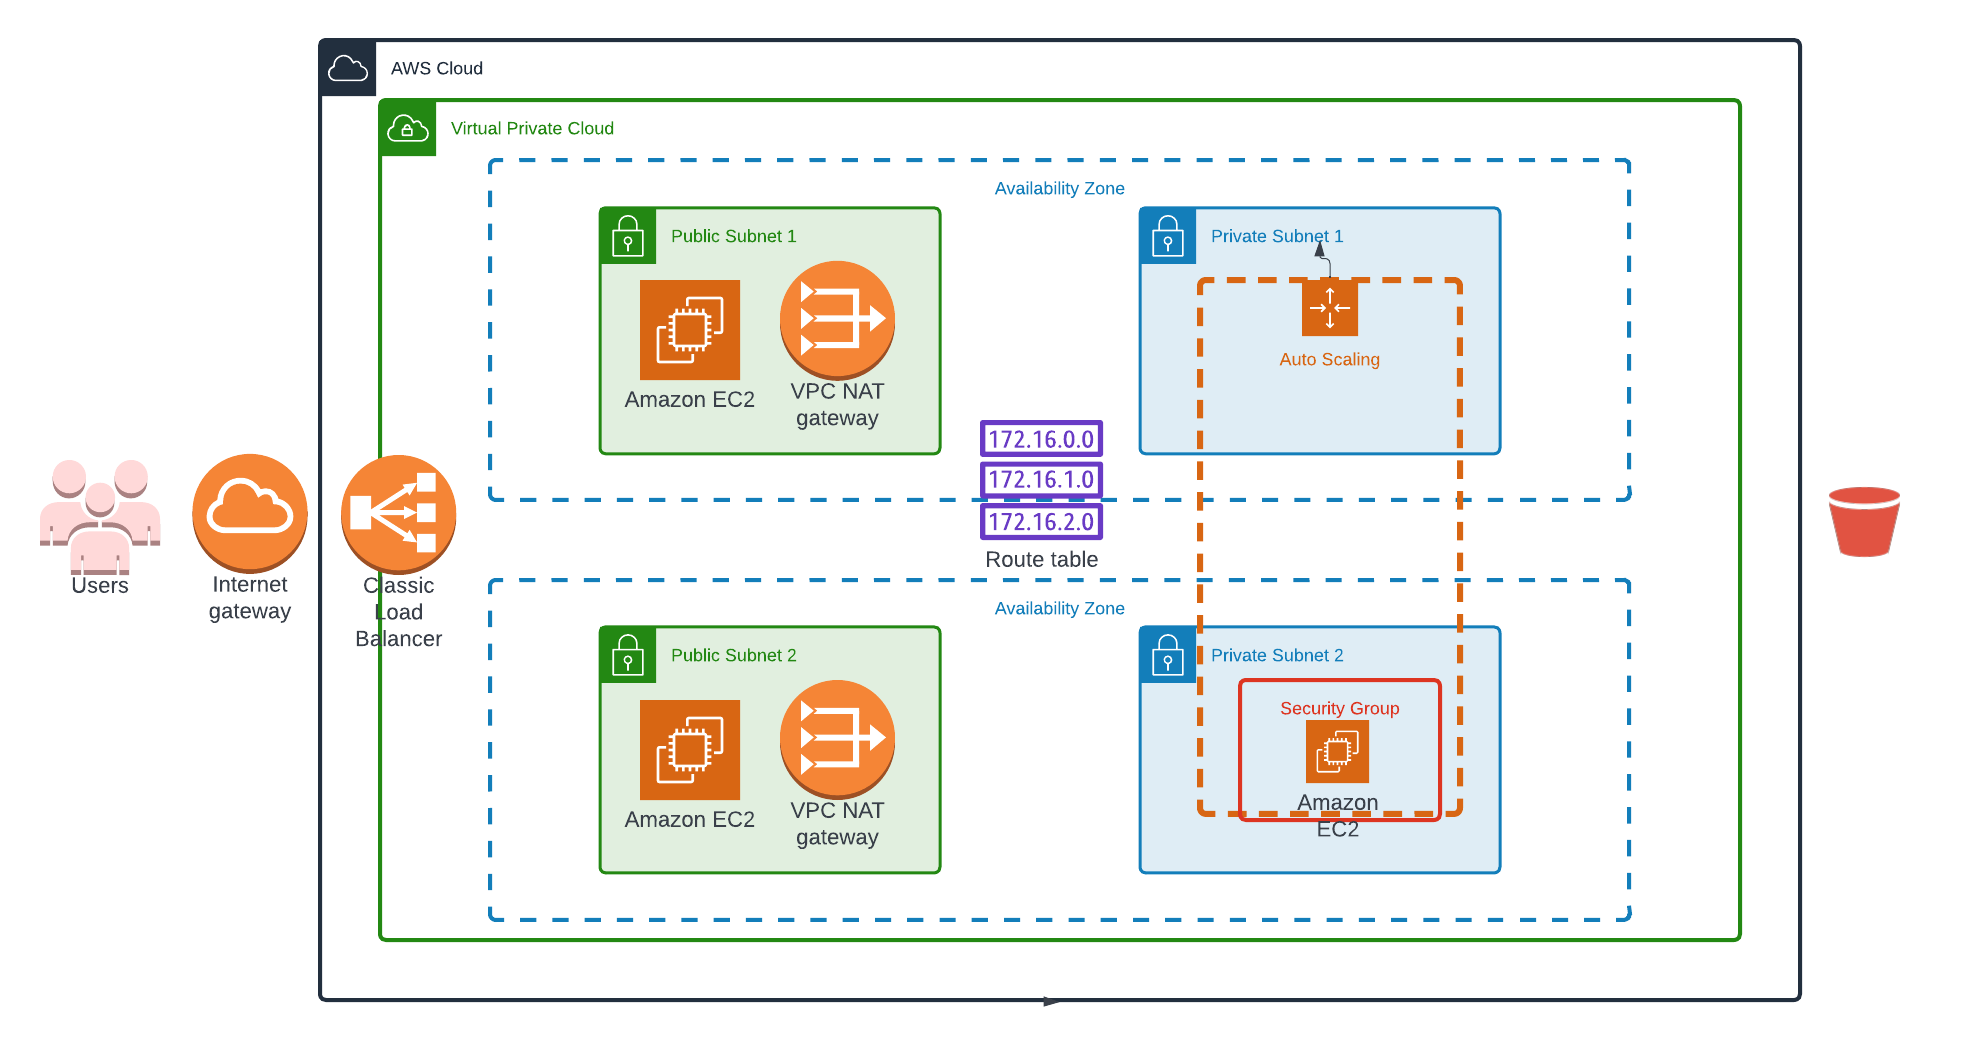 AWS Cloud
Virtual Private Cloud
Availability Zone
Public Subnet 1
Private Subnet 1
Amazon EC2
VPC NAT
gateway
Auto Scaling
172.16.0.0
172.16.1.0
172.16.2.0
Route table
Users
Internet
gateway
Classic
Load
Balancer
Availability Zone
Public Subnet 2
Private Subnet 2
Amazon EC2
VPC NAT
gateway
Security Group
Amazon
EC2